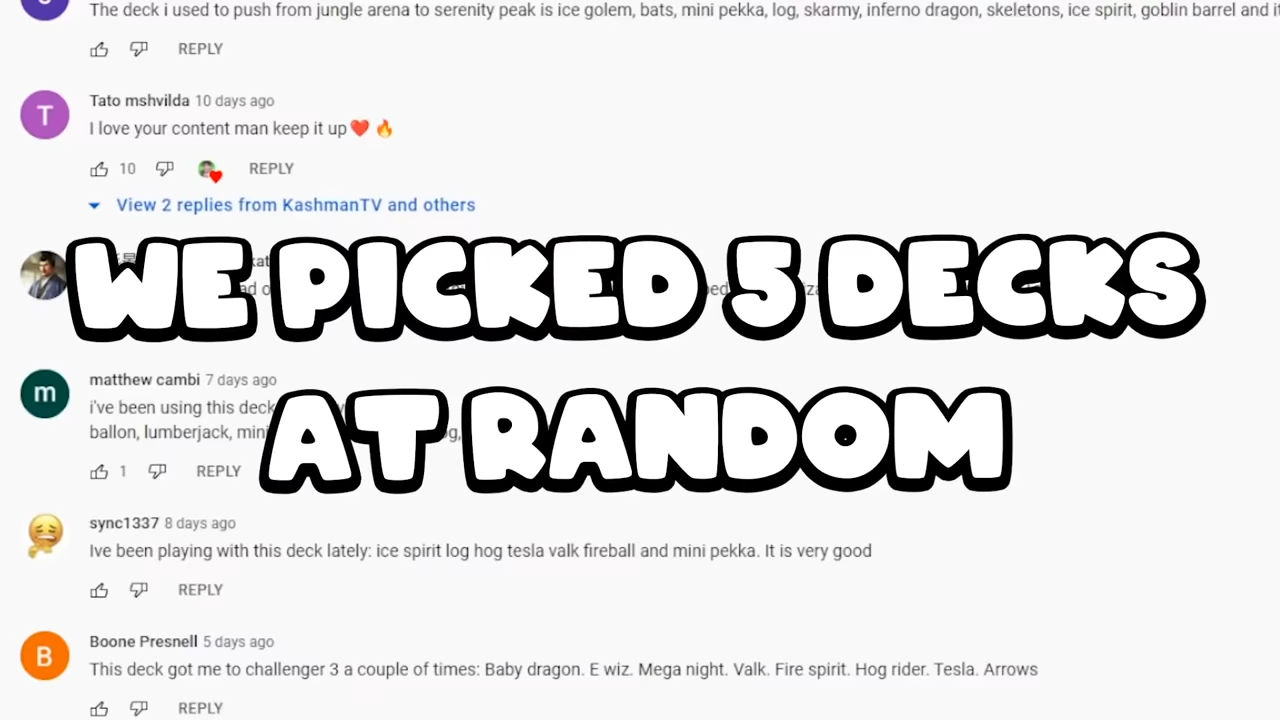 The deck i used to push from jungle arena to serenity peak is ice golem, bats, mini pekka, log, skarmy, inferno dragon, skeletons, ice spirit, goblin barrel and it
REPLY
T
Tato mshvilda 10 days ago
I love your content man keep it up❤️ 🔥
10 REPLY
View 2 replies from KashmanTV and others
WE PICKED 5 DECKS
m
matthew cambi 7 days ago
i've been using this deck
ballon, lumberjack, mini
AT RANDOM
1 REPLY
sync1337 8 days ago
Ive been playing with this deck lately: ice spirit log hog tesla valk fireball and mini pekka. It is very good
REPLY
B
Boone Presnell 5 days ago
This deck got me to challenger 3 a couple of times: Baby dragon. E wiz. Mega night. Valk. Fire spirit. Hog rider. Tesla. Arrows
REPLY